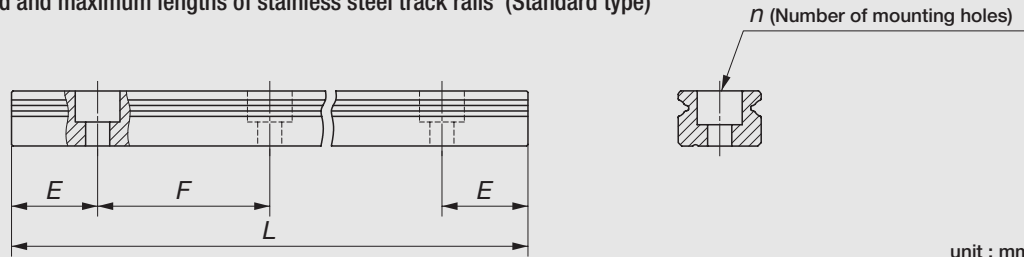 and maximum lengths of stainless steel track rails (Standard type)
n (Number of mounting holes)
E F E
L
unit : mm